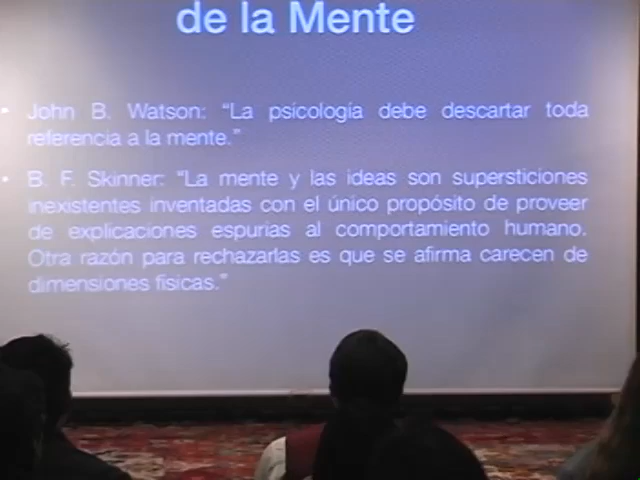 de la Mente
• John B. Watson: “La psicología debe descartar toda
referencia a la mente.”
• B. F. Skinner: “La mente y las ideas son supersticiones
inexistentes inventadas con el único propósito de proveer
de explicaciones espurias al comportamiento humano.
Otra razón para rechazarlas es que se afirma carecen de
dimensiones físicas.”